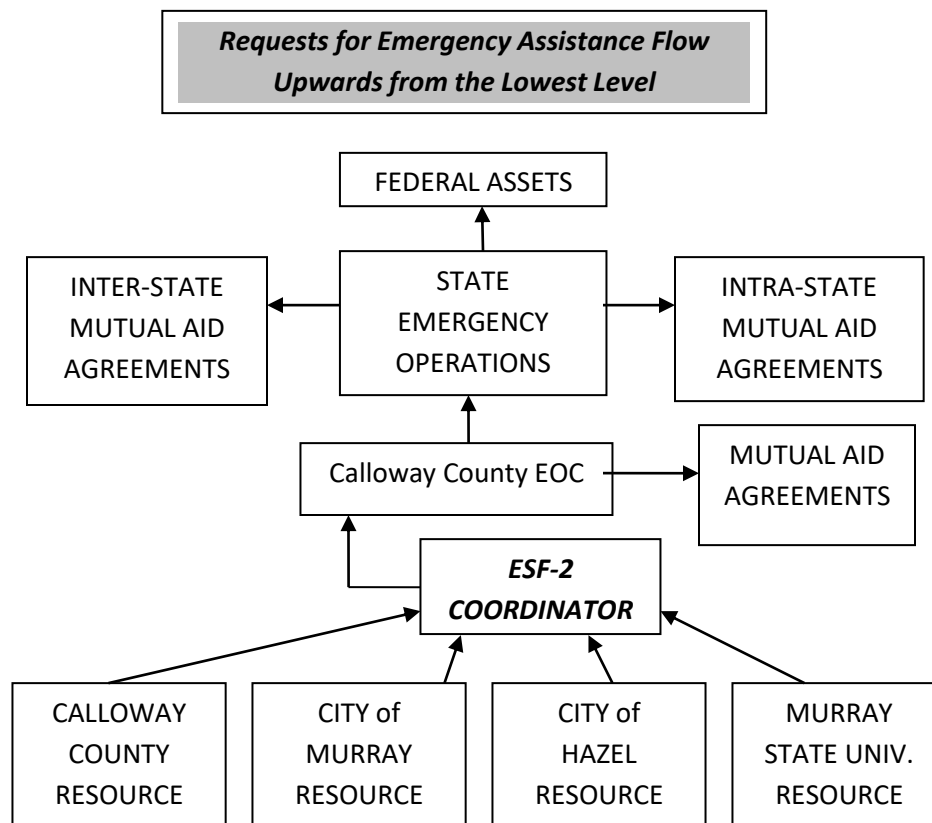 Requests for Emergency Assistance Flow
Upwards from the Lowest Level
FEDERAL ASSETS
INTER-STATE
MUTUAL AID
AGREEMENTS
STATE
EMERGENCY
OPERATIONS
INTRA-STATE
MUTUAL AID
AGREEMENTS
Calloway County EOC
MUTUAL AID
AGREEMENTS
ESF-2
COORDINATOR
CALLOWAY
COUNTY
RESOURCE
CITY of
MURRAY
RESOURCE
CITY of
HAZEL
RESOURCE
MURRAY
STATE UNIV.
RESOURCE